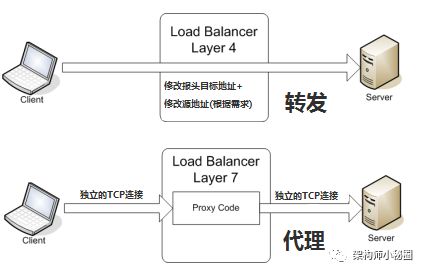 Load Balancer
Layer 4
修改报头目标地址+
修改源地址(根据需求)
Client
转发
Server
Load Balancer
Layer 7
独立的TCP连接
Proxy Code
独立的TCP连接
Client
代理
Server
架构师小秘圈